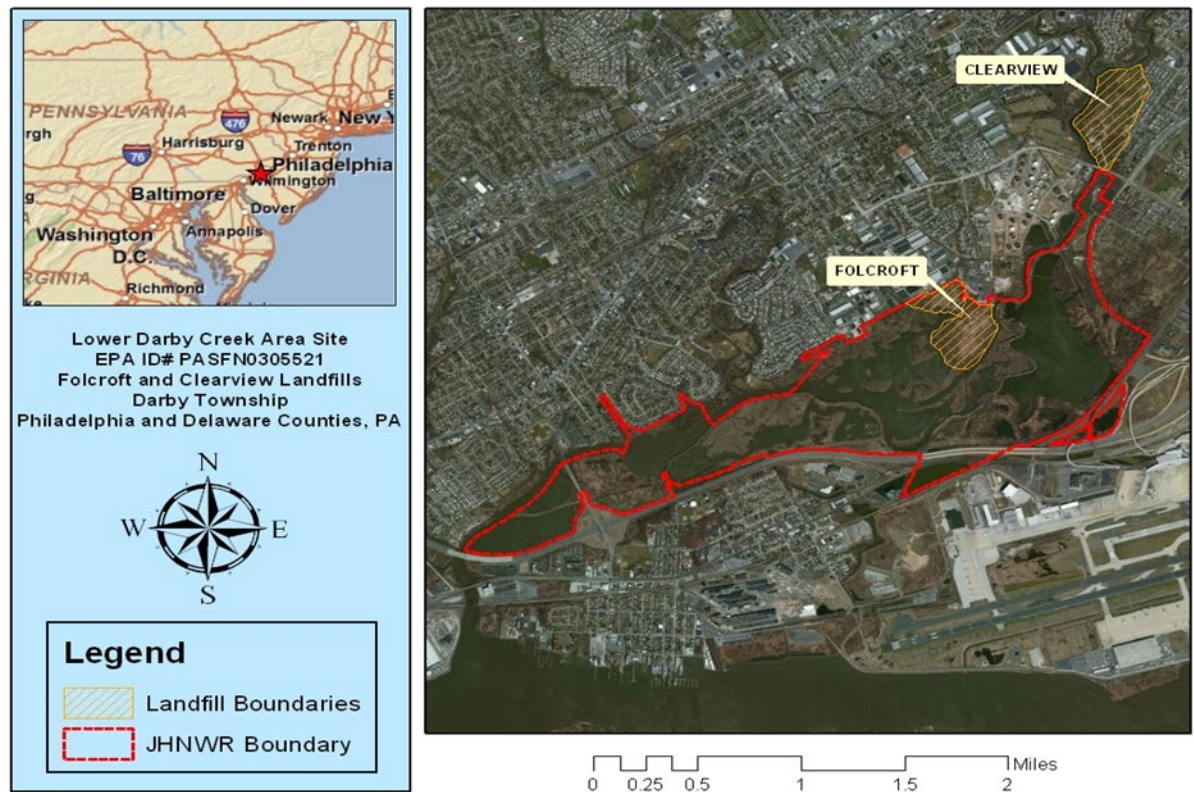 PENNSYLVANIA
476
Newark
New Y
rgh
76
Harrisburg
Trenton
Philadelphia
Wilmington
Baltimore
Dover
Washington
D.C.
Annapolis
RGINIA
Richmond
Lower Darby Creek Area Site
EPA ID# PASFN0305521
Folcroft and Clearview Landfills
Darby Township
Philadelphia and Delaware Counties, PA
N
W E
S
Legend
Landfill Boundaries
JHNWR Boundary
CLEARVIEW
FOLCROFT
Miles
0 0.25 0.5 1 1.5 2